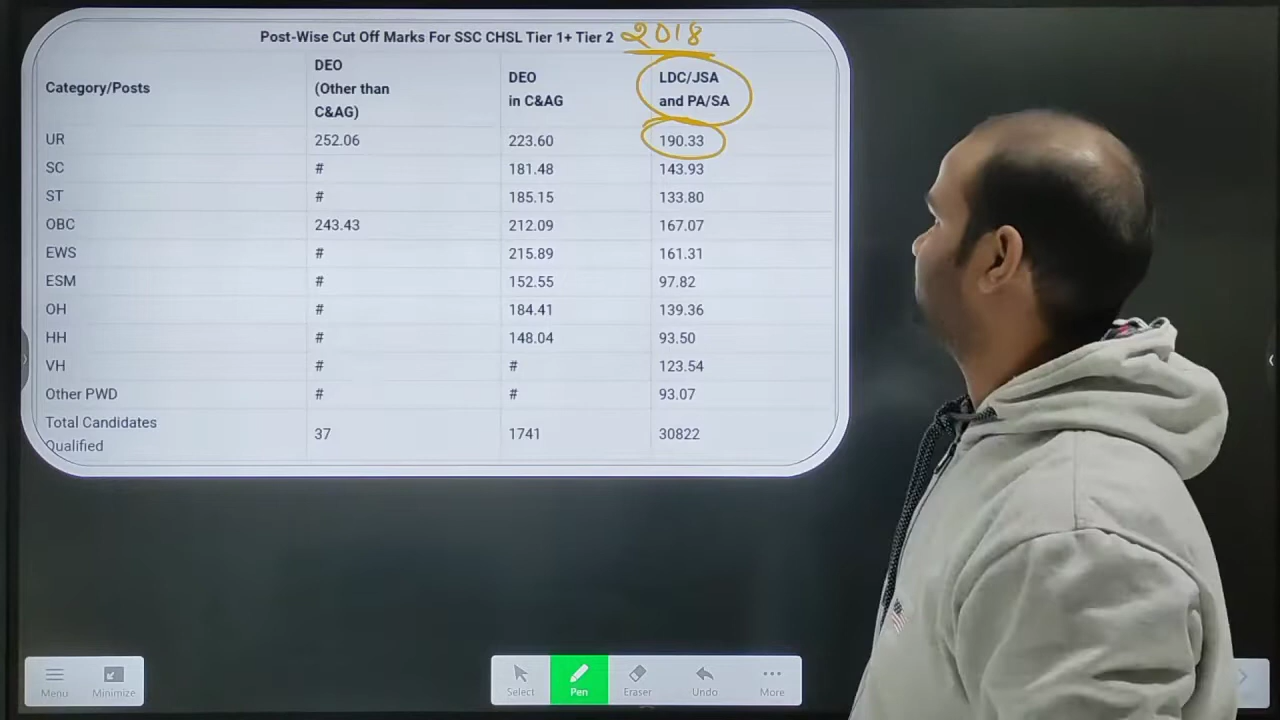 Post-Wise Cut Off Marks For SSC CHSL Tier 1+ Tier 2 2018
Category/Posts DEO (Other than C&AG) DEO in C&AG LDC/JSA and PA/SA
UR 252.06 223.60 190.33
SC # 181.48 143.93
ST # 185.15 133.80
OBC 243.43 212.09 167.07
EWS # 215.89 161.31
ESM # 152.55 97.82
OH # 184.41 139.36
HH # 148.04 93.50
VH # # 123.54
Other PWD # # 93.07
Total Candidates Qualified 37 1741 30822
Menu Minimize Select Pen Eraser Undo More